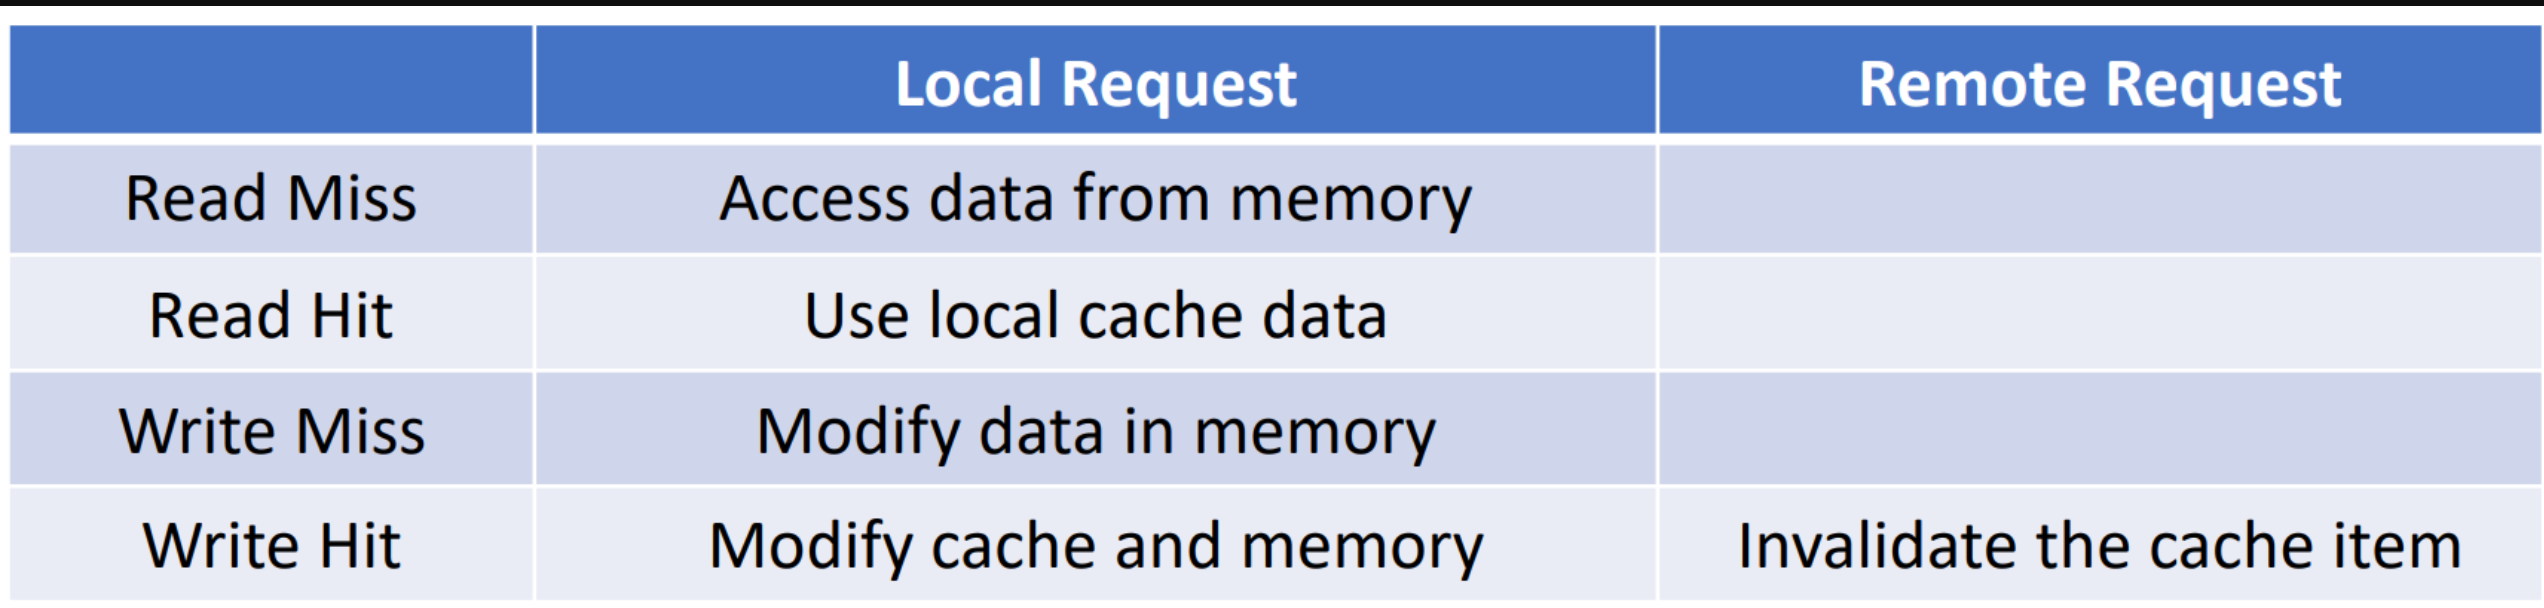 Local Request Remote Request
Read Miss Access data from memory
Read Hit Use local cache data
Write Miss Modify data in memory
Write Hit Modify cache and memory Invalidate the cache item